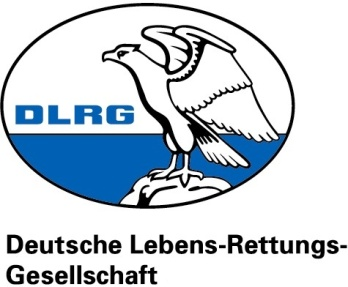 DLRG
Deutsche Lebens-Rettungs-
Gesellschaft